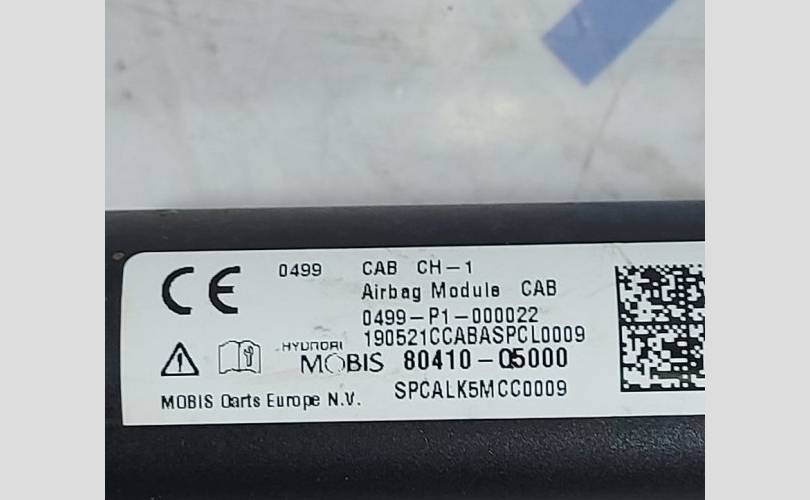 CE 0499 CAB CH-1
Airbag Module CAB
0499-P1-000022
190521CCABASPCL0009
HYUNDAI
MOBIS 80410-Q5000
MOBIS Oarts Europe N.V. SPCALK5MCC0009